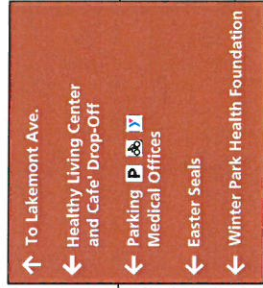 ↑ To Lakemont Ave.
← Healthy Living Center
and Cafe' Drop-Off
← Parking P
Medical Offices
← Easter Seals
← Winter Park Health Foundation